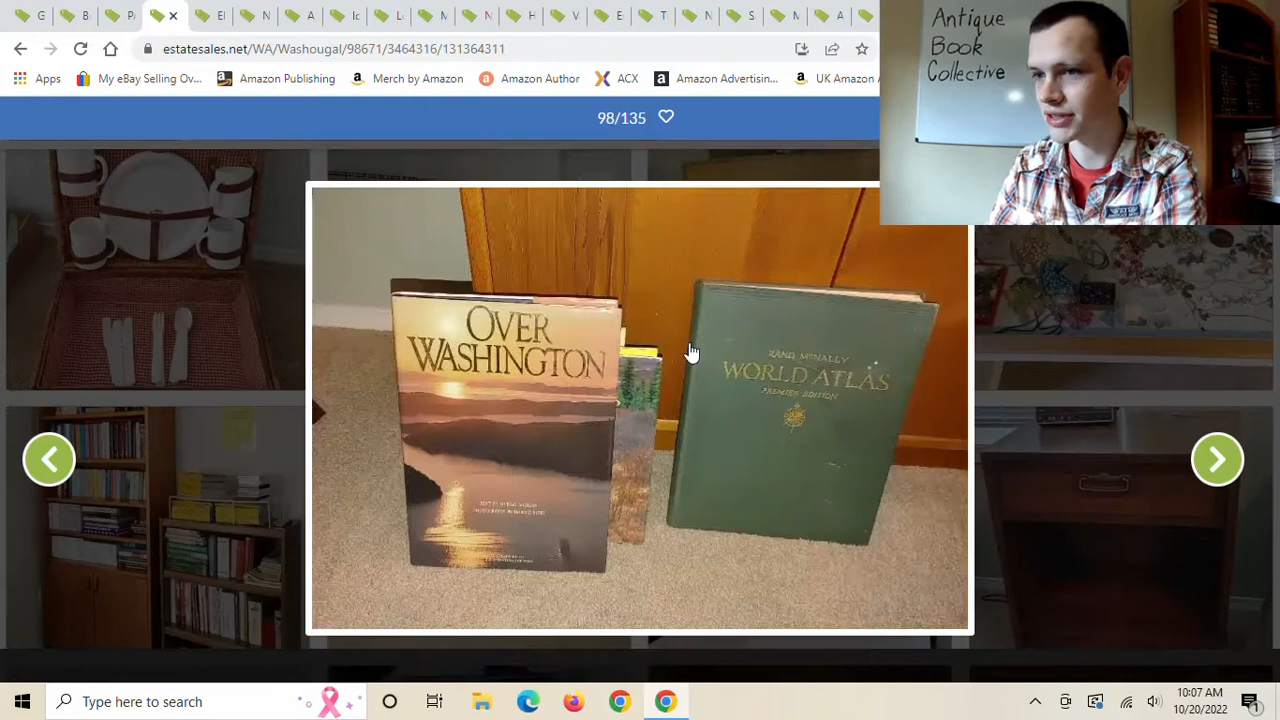 estatesales.net/WA/Washougal/98671/3464316/131364311
Apps
My eBay Selling Ov...
Amazon Publishing
Merch by Amazon
Amazon Author
ACX
Amazon Advertisin...
UK Amazon A
98/135
Antique
Book
Collective
OVER
WASHINGTON
RAND McNALLY
WORLD ATLAS
PREMIER EDITION
Type here to search
10:07 AM
10/20/2022
1